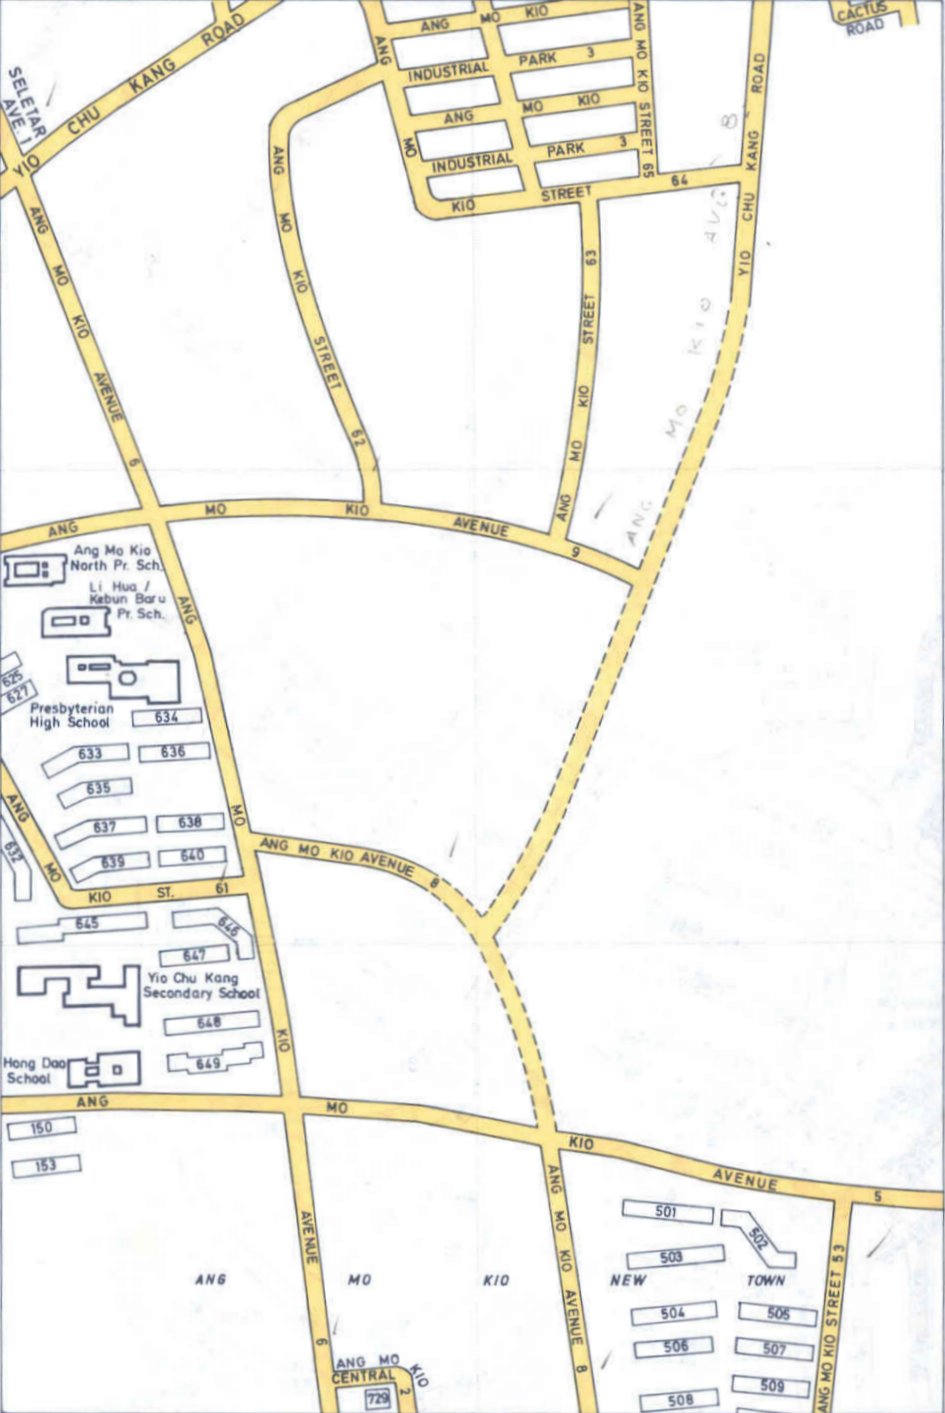 ANG MO KIO
CACTUS
ROAD
YIO CHU KANG ROAD
SELETAR
AVE. 1
INDUSTRIAL PARK 3
ANG MO KIO
INDUSTRIAL PARK 3
ANG MO KIO STREET 65
ANG MO KIO STREET 64
YIO CHU KANG ROAD
ANG MO KIO AVE 8
ANG MO KIO STREET 63
ANG MO KIO STREET 62
ANG MO KIO AVENUE 6
ANG MO KIO AVENUE 9
Ang Mo Kio
North Pr. Sch.
Li Hua /
Kebun Baru
Pr. Sch.
625
627
Presbyterian
High School
634
633
636
635
637
638
639
640
632
ANG MO KIO ST. 61
ANG MO KIO AVENUE 8
645
646
647
Yio Chu Kang
Secondary School
648
649
Hong Dao
School
ANG MO KIO AVENUE 5
150
153
ANG MO KIO AVENUE 6
ANG MO KIO AVENUE 8
501
502
503
ANG MO KIO NEW TOWN
504
505
506
507
508
509
ANG MO KIO STREET 53
ANG MO KIO
CENTRAL 2
729